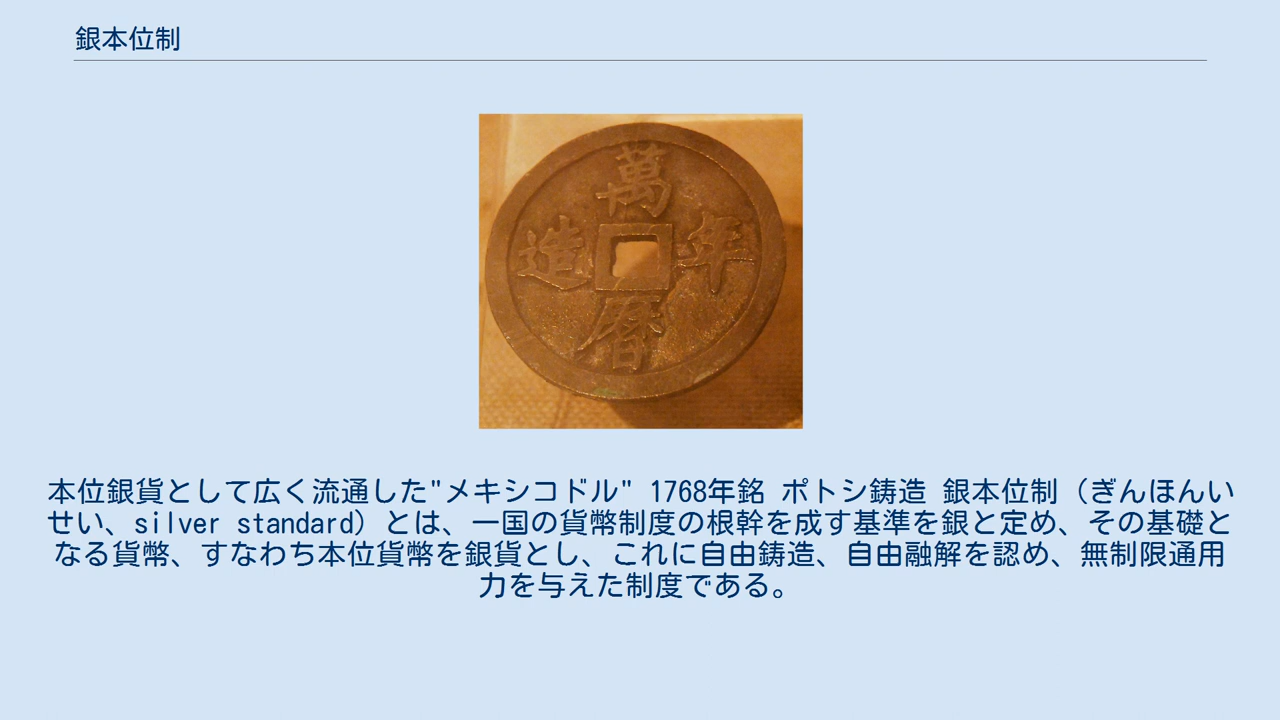 銀本位制
萬
造 年
暦
本位銀貨として広く流通した"メキシコドル" 1768年銘 ポトシ鋳造 銀本位制（ぎんほんい
せい、silver standard）とは、一国の貨幣制度の根幹を成す基準を銀と定め、その基礎と
なる貨幣、すなわち本位貨幣を銀貨とし、これに自由鋳造、自由融解を認め、無制限通用
力を与えた制度である。